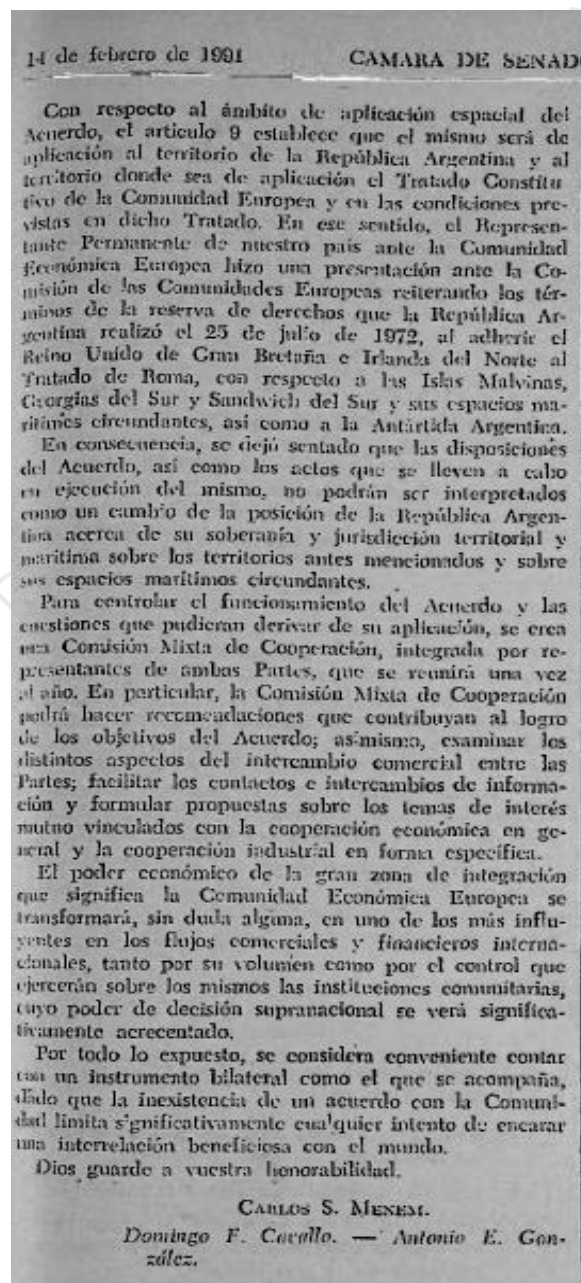 14 de febrero de 1991 CAMARA DE SENAD
Con respecto al ámbito de aplicación espacial del
Acuerdo, el artículo 9 establece que el mismo será de
aplicación al territorio de la República Argentina y al
territorio donde sea de aplicación el Tratado Constitu
tivo de la Comunidad Europea y en las condiciones pre-
vistas en dicho Tratado. En ese sentido, el Represen-
tante Permanente de nuestro país ante la Comunidad
Económica Europea hizo una presentación ante la Co-
misión de las Comunidades Europeas reiterando los tér-
minos de la reserva de derechos que la República Ar-
gentina realizó el 25 de julio de 1972, al adherir el
Reino Unido de Gran Bretaña e Irlanda del Norte al
Tratado de Roma, con respecto a las Islas Malvinas,
Georgias del Sur y Sandwich del Sur y sus espacios ma-
rítimos circundantes, así como a la Antártida Argentina.
En consecuencia, se dejó sentado que las disposiciones
del Acuerdo, así como los actos que se lleven a cabo
en ejecución del mismo, no podrán ser interpretados
como un cambio de la posición de la República Argen-
tina acerca de su soberanía y jurisdicción territorial y
marítima sobre los territorios antes mencionados y sobre
sus espacios marítimos circundantes.
Para controlar el funcionamiento del Acuerdo y las
cuestiones que pudieran derivar de su aplicación, se crea
una Comisión Mixta de Cooperación, integrada por re-
presentantes de ambas Partes, que se reunirá una vez
al año. En particular, la Comisión Mixta de Cooperación
podrá hacer recomendaciones que contribuyan al logro
de los objetivos del Acuerdo; asimismo, examinar los
distintos aspectos del intercambio comercial entre las
Partes; facilitar los contactos e intercambios de informa-
ción y formular propuestas sobre los temas de interés
mutuo vinculados con la cooperación económica en ge-
neral y la cooperación industrial en forma específica.
El poder económico de la gran zona de integración
que significa la Comunidad Económica Europea se
transformará, sin duda alguna, en uno de los más influ-
yentes en los flujos comerciales y financieros interna-
cionales, tanto por su volumen como por el control que
ejercerán sobre los mismos las instituciones comunitarias,
cuyo poder de decisión supranacional se verá significa-
tivamente acrecentado.
Por todo lo expuesto, se considera conveniente contar
con un instrumento bilateral como el que se acompaña,
dado que la inexistencia de un acuerdo con la Comuni-
dad limita significativamente cualquier intento de encarar
una interrelación beneficiosa con el mundo.
Dios guarde a vuestra honorabilidad.
CARLOS S. MENEM.
Domingo F. Cavallo. — Antonio E. Gon-
zález.